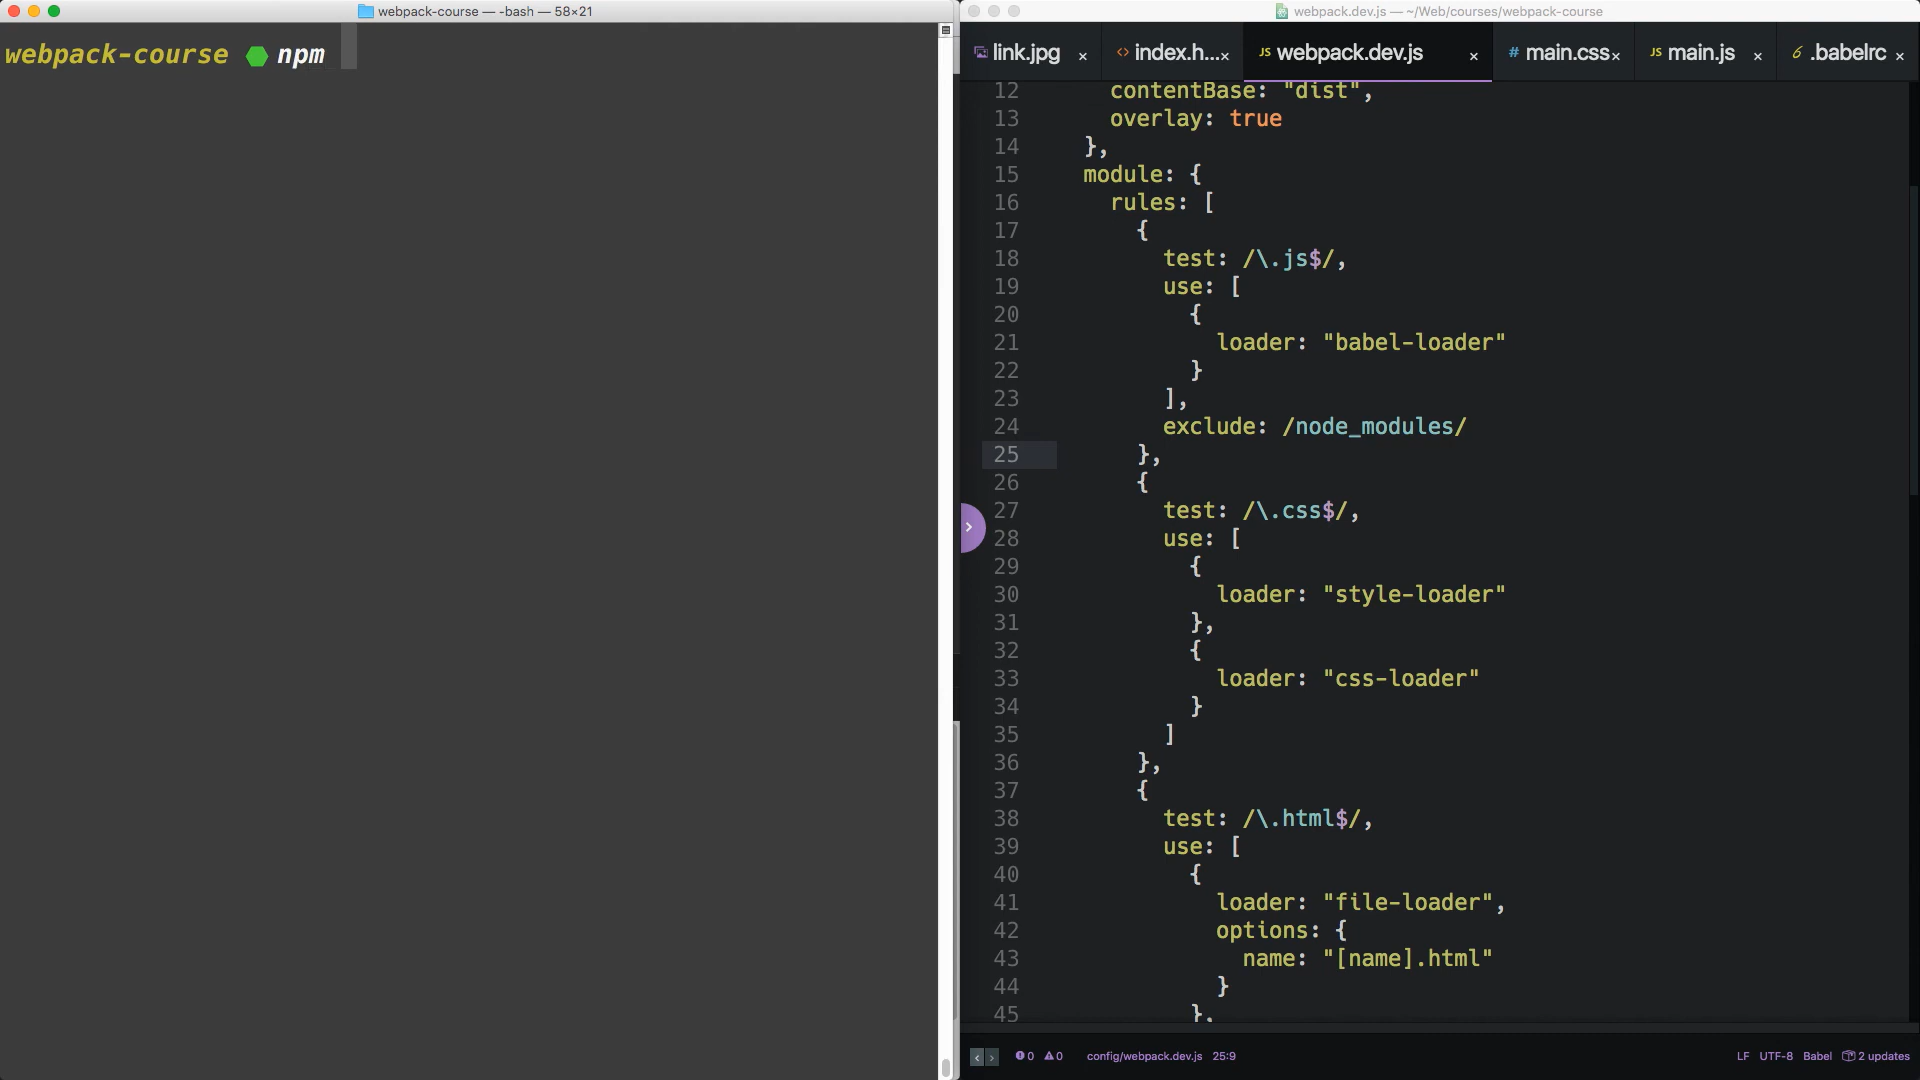 webpack-course — -bash — 58×21
webpack-course npm
webpack.dev.js — ~/Web/courses/webpack-course
link.jpg × <> index.h...× JS webpack.dev.js × # main.css× JS main.js × 6 .babelrc ×
12 contentBase: "dist",
13 overlay: true
14 },
15 module: {
16 rules: [
17 {
18 test: /\.js$/,
19 use: [
20 {
21 loader: "babel-loader"
22 }
23 ],
24 exclude: /node_modules/
25 },
26 {
27 test: /\.css$/,
28 use: [
29 {
30 loader: "style-loader"
31 },
32 {
33 loader: "css-loader"
34 }
35 ]
36 },
37 {
38 test: /\.html$/,
39 use: [
40 {
41 loader: "file-loader",
42 options: {
43 name: "[name].html"
44 }
45 },
0 0 config/webpack.dev.js 25:9 LF UTF-8 Babel 2 updates